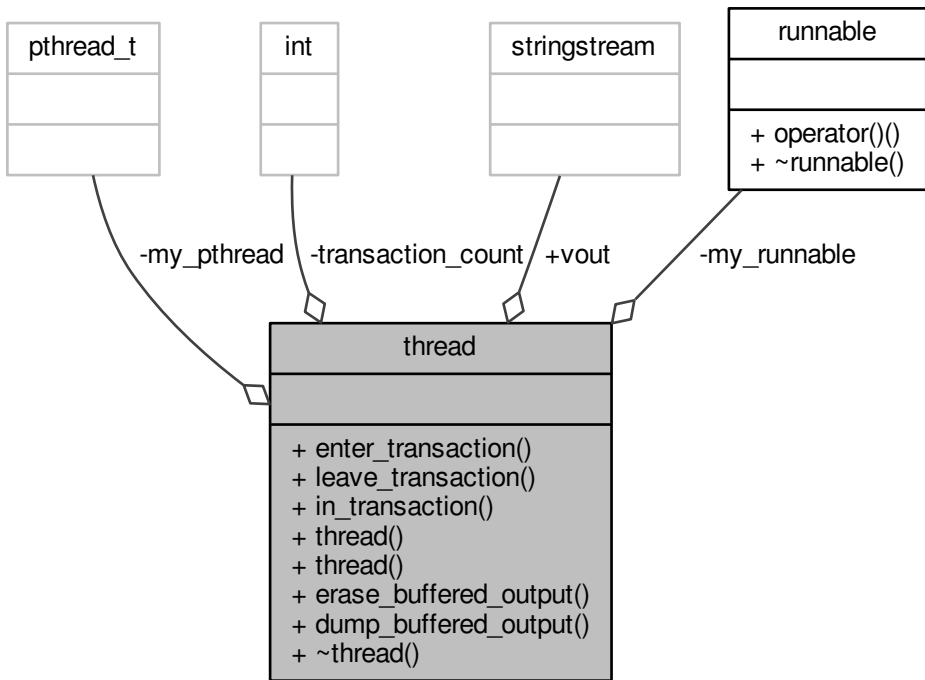 pthread_t
int
stringstream
runnable
+ operator()()
+ ~runnable()
-my_pthread
-transaction_count
+vout
-my_runnable
thread
+ enter_transaction()
+ leave_transaction()
+ in_transaction()
+ thread()
+ thread()
+ erase_buffered_output()
+ dump_buffered_output()
+ ~thread()